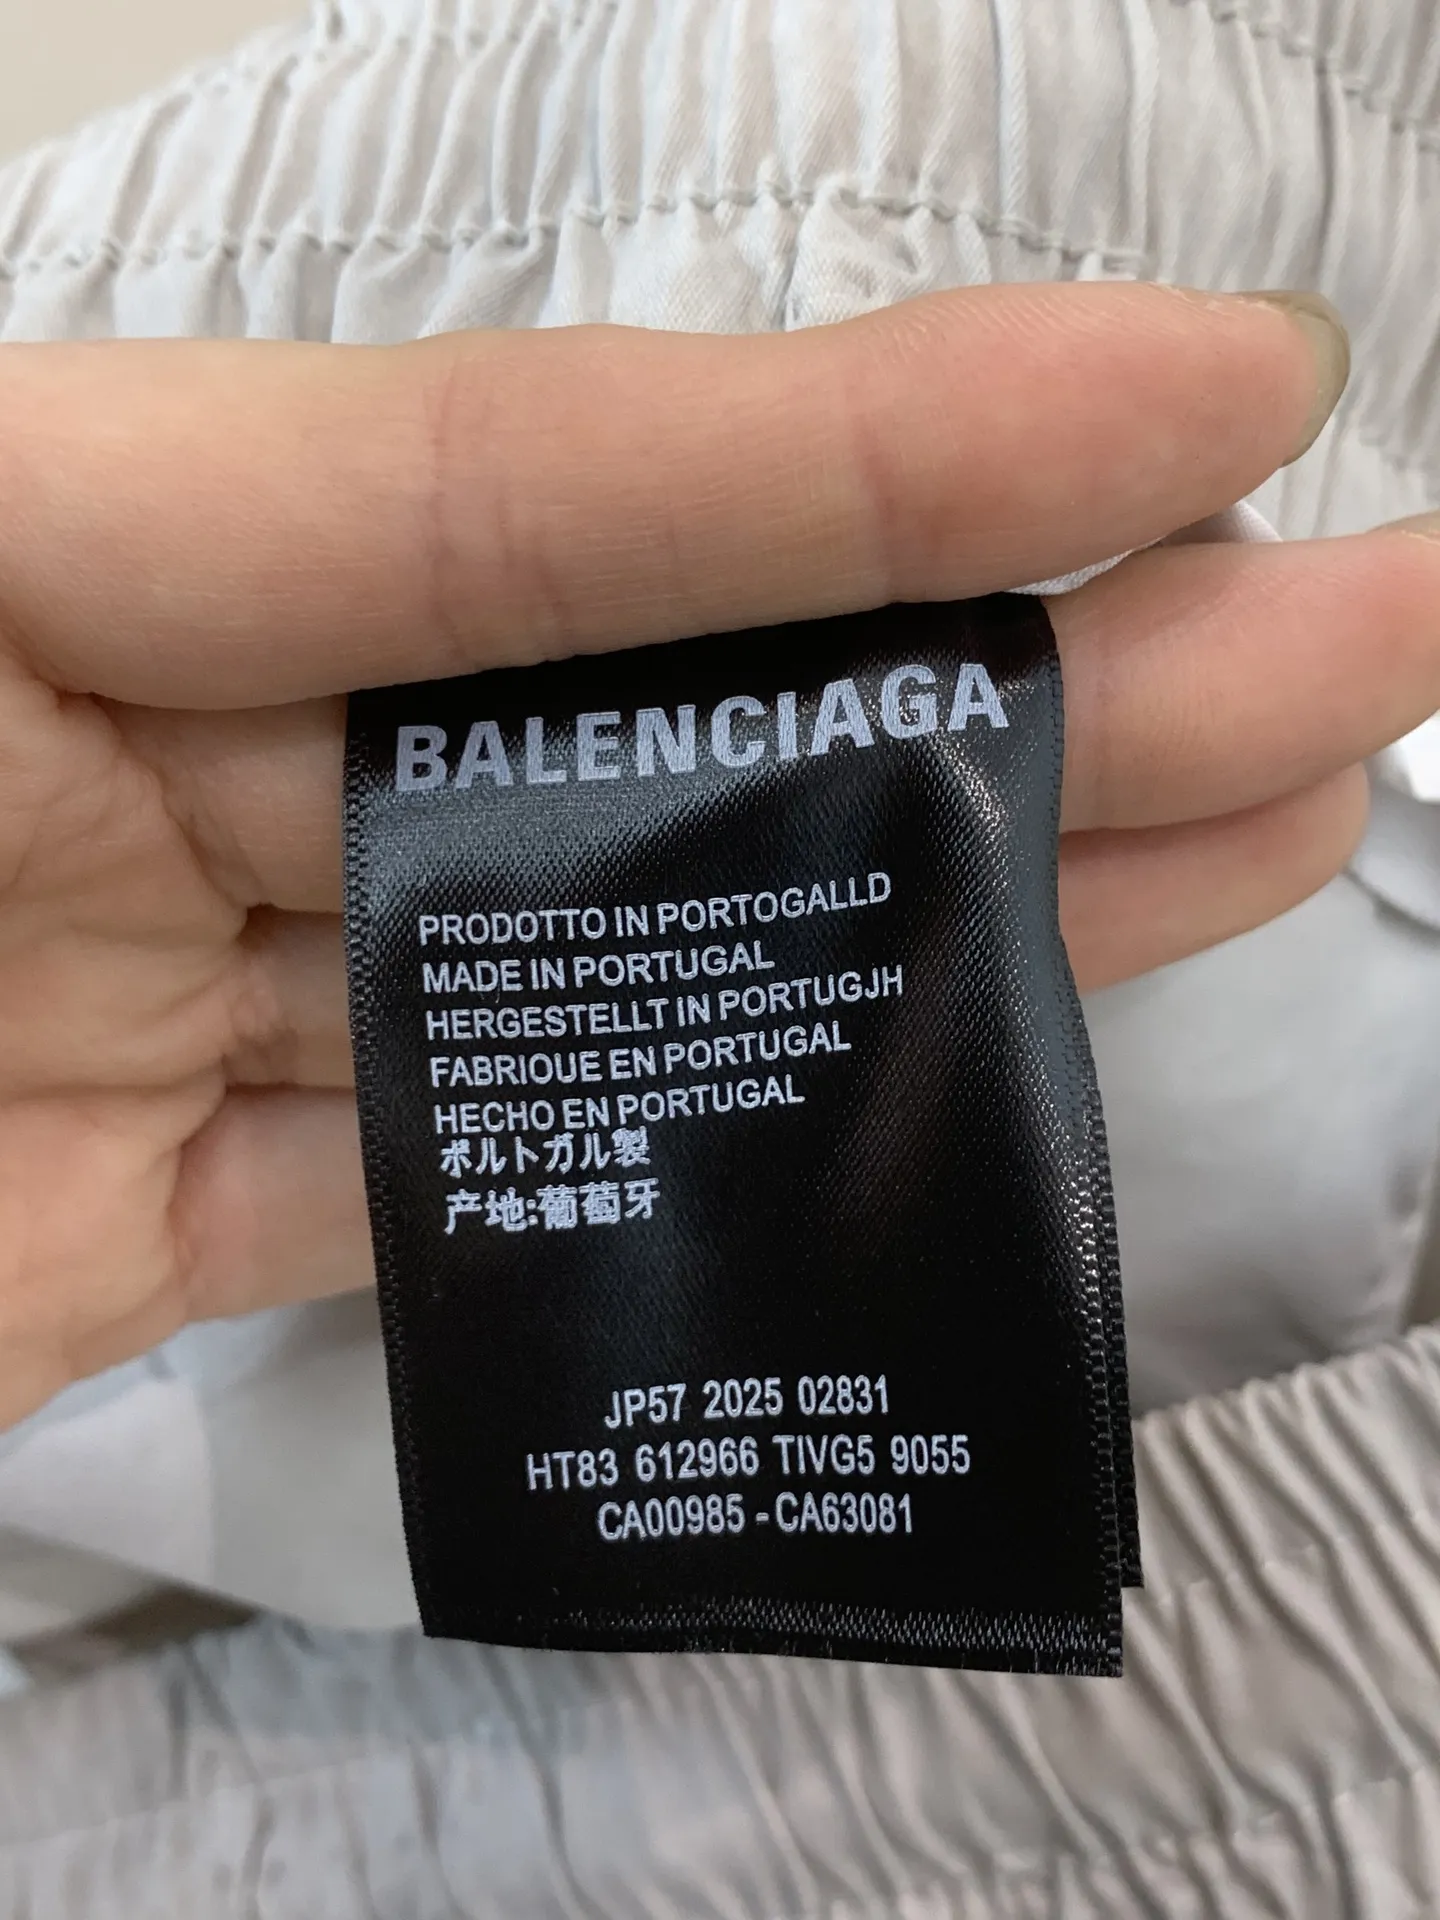 BALENCIAGA
PRODOTTO IN PORTOGALLD
MADE IN PORTUGAL
HERGESTELLT IN PORTUGJH
FABRIOUE EN PORTUGAL
HECHO EN PORTUGAL
ポルトガル製
产地:葡萄牙
JP57 2025 02831
HT83 612966 TIVG5 9055
CA00985 - CA63081